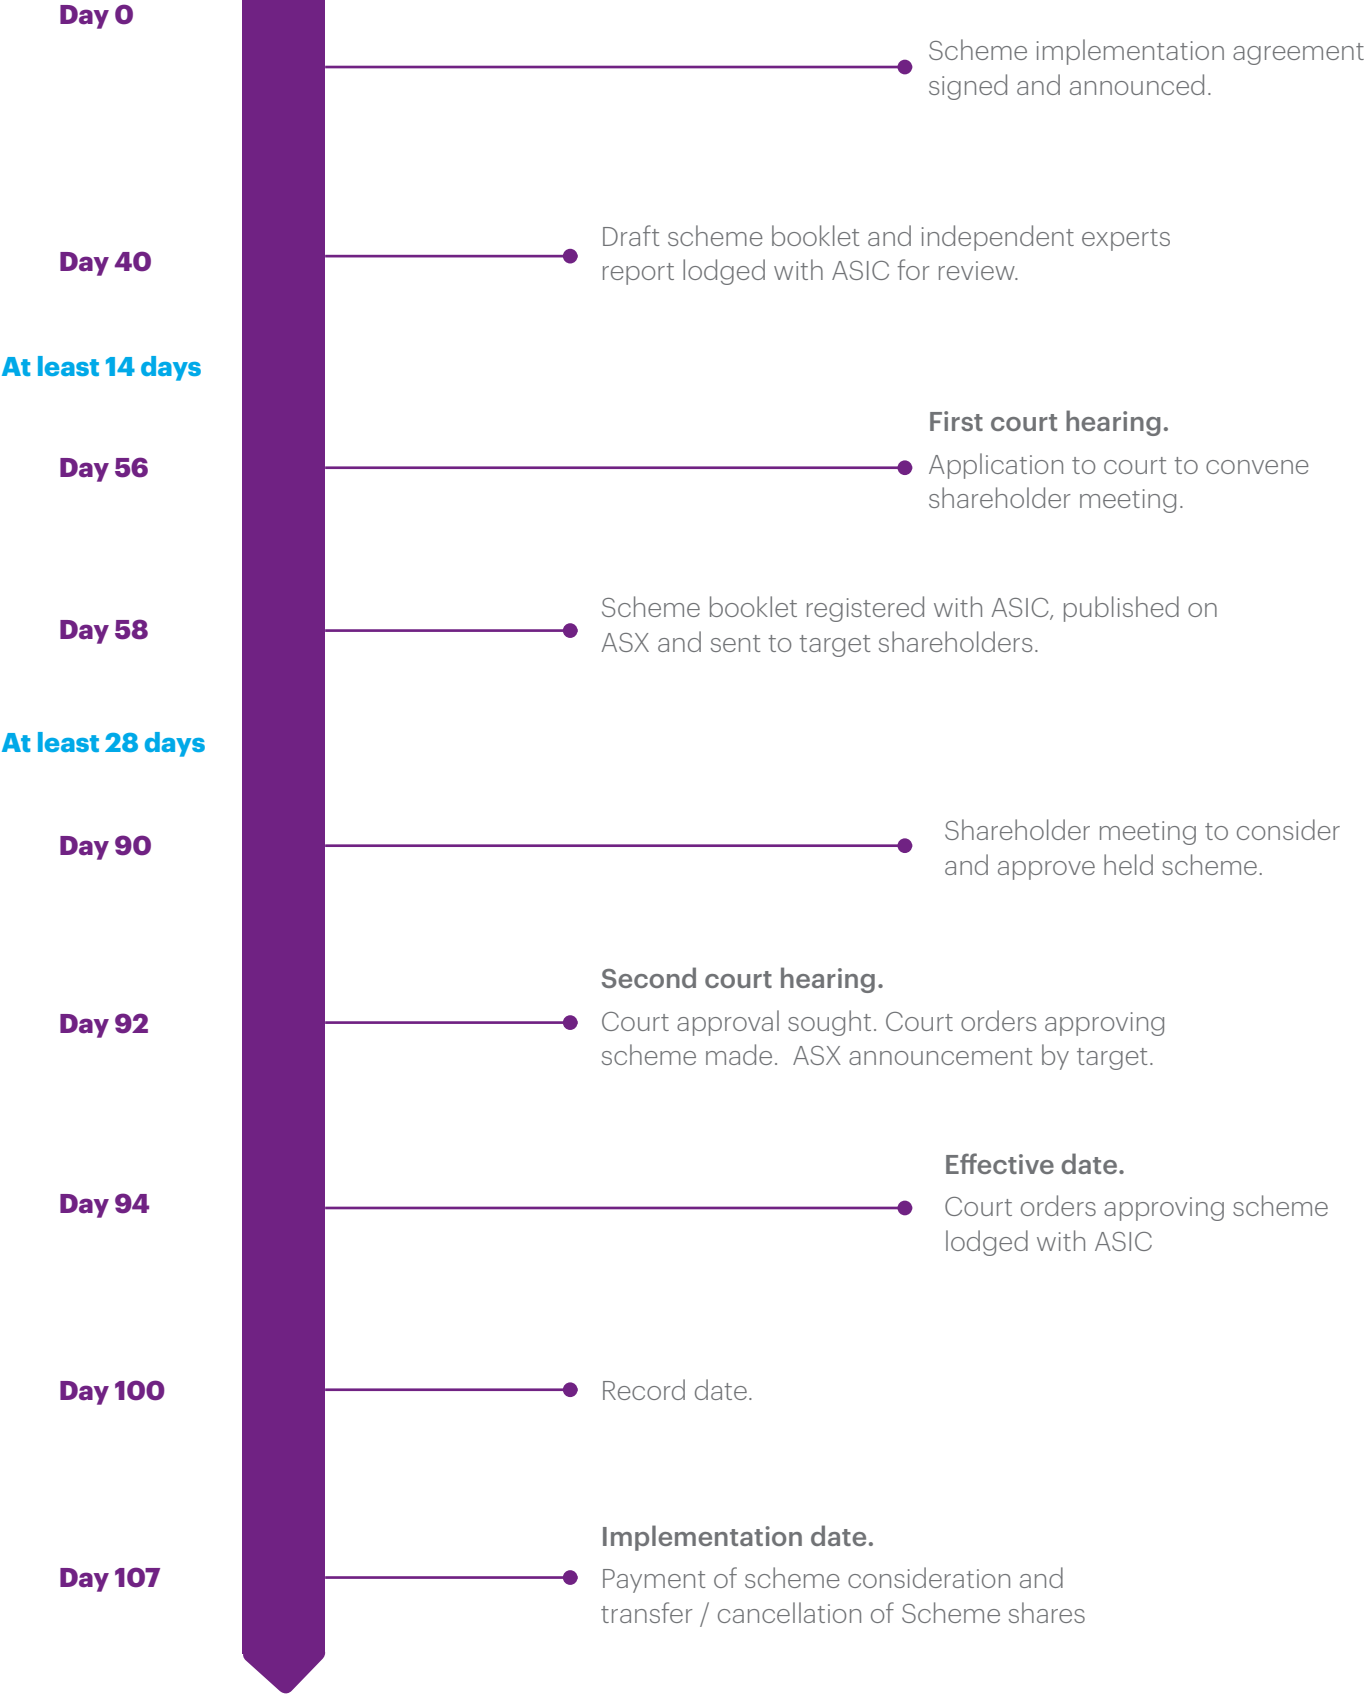 Day 0
Scheme implementation agreement
signed and announced.
Day 40
Draft scheme booklet and independent experts
report lodged with ASIC for review.
At least 14 days
First court hearing.
Day 56
Application to court to convene
shareholder meeting.
Day 58
Scheme booklet registered with ASIC, published on
ASX and sent to target shareholders.
At least 28 days
Day 90
Shareholder meeting to consider
and approve held scheme.
Second court hearing.
Day 92
Court approval sought. Court orders approving
scheme made.  ASX announcement by target.
Effective date.
Day 94
Court orders approving scheme
lodged with ASIC
Day 100
Record date.
Implementation date.
Day 107
Payment of scheme consideration and
transfer / cancellation of Scheme shares